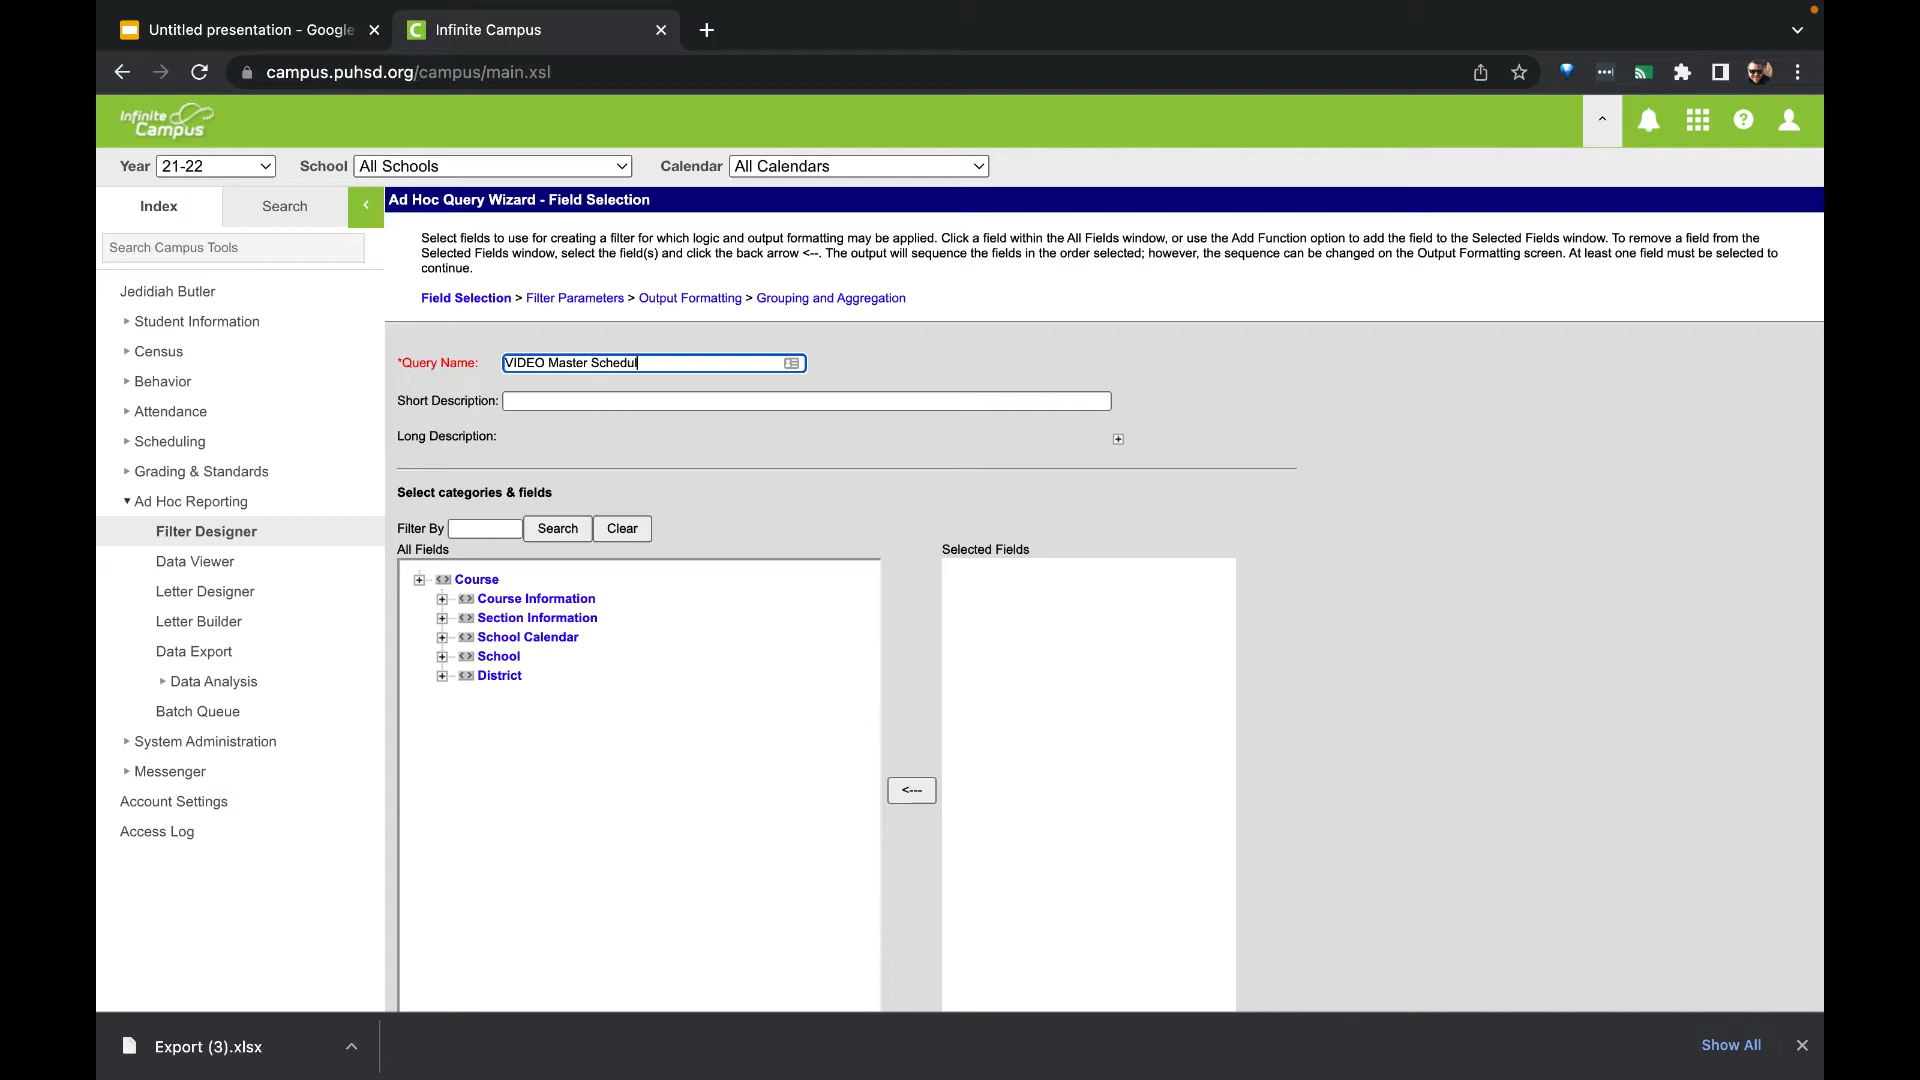 Untitled presentation - Google
Infinite Campus
campus.puhsd.org/campus/main.xsl
Infinite Campus
Year 21-22 School All Schools Calendar All Calendars
Index Search
Ad Hoc Query Wizard - Field Selection
Search Campus Tools
Select fields to use for creating a filter for which logic and output formatting may be applied. Click a field within the All Fields window, or use the Add Function option to add the field to the Selected Fields window. To remove a field from the
Selected Fields window, select the field(s) and click the back arrow <--. The output will sequence the fields in the order selected; however, the sequence can be changed on the Output Formatting screen. At least one field must be selected to
continue.
Field Selection > Filter Parameters > Output Formatting > Grouping and Aggregation
Jedidiah Butler
Student Information
Census
Behavior
Attendance
Scheduling
Grading & Standards
Ad Hoc Reporting
Filter Designer
Data Viewer
Letter Designer
Letter Builder
Data Export
Data Analysis
Batch Queue
System Administration
Messenger
Account Settings
Access Log
*Query Name: VIDEO Master Schedul
Short Description:
Long Description:
Select categories & fields
Filter By Search Clear
All Fields
Selected Fields
Course
Course Information
Section Information
School Calendar
School
District
<---
Export (3).xlsx
Show All